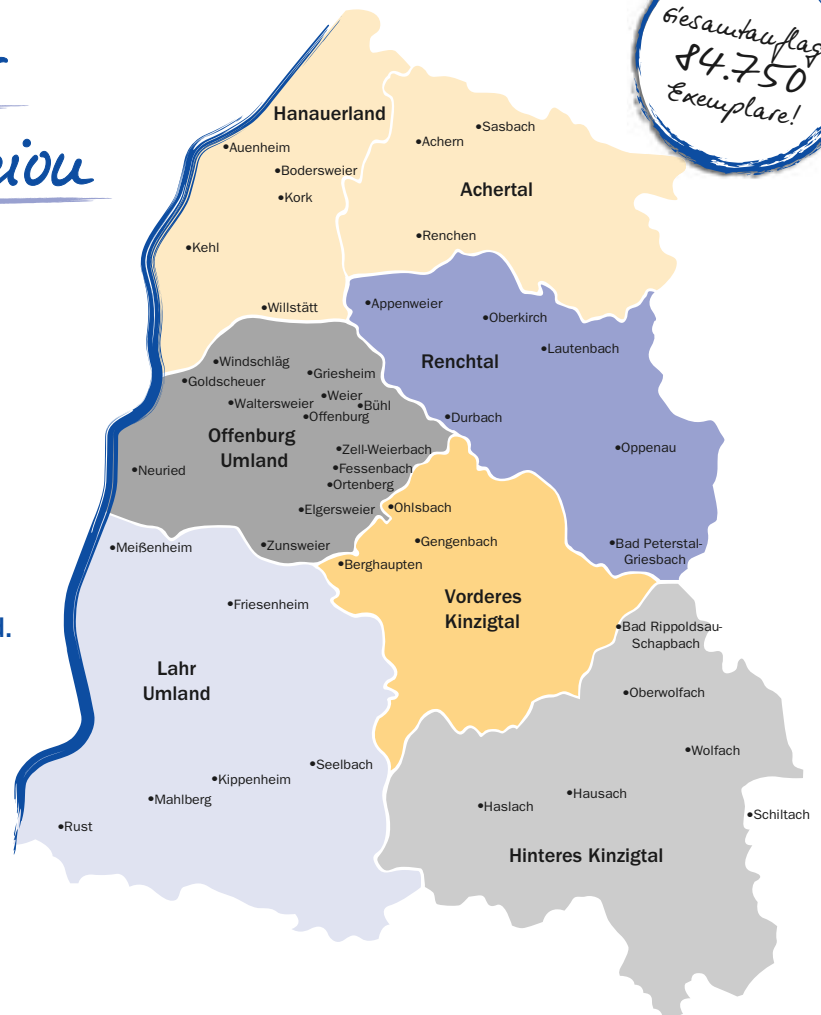 Gesamtauflag
84.750
Exemplare!
Hanauerland
Auenheim
Bodersweier
Kork
Kehl
Willstätt
Sasbach
Achern
Achertal
Renchen
Appenweier
Oberkirch
Lautenbach
Renchtal
Durbach
Oppenau
Bad Peterstal-
Griesbach
Windschläg
Goldscheuer
Griesheim
Weier
Waltersweier
Bühl
Offenburg
Offenburg
Umland
Zell-Weierbach
Neuried
Fessenbach
Ortenberg
Elgersweier
Zunsweier
Ohlsbach
Gengenbach
Berghaupten
Vorderes
Kinzigtal
Meißenheim
Friesenheim
Lahr
Umland
Seelbach
Kippenheim
Mahlberg
Rust
Bad Rippoldsau-
Schapbach
Oberwolfach
Wolfach
Hausach
Haslach
Schiltach
Hinteres Kinzigtal